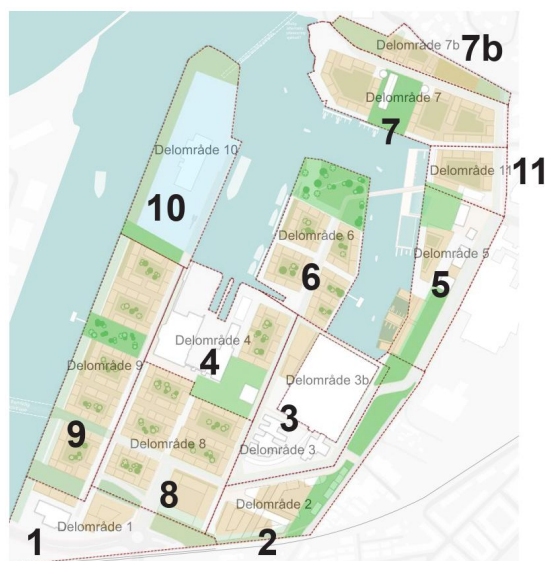 Delområde 7b
7b
Delområde 7
7
Delområde 10
10
Delområde 11
11
Delområde 6
6
Delområde 5
5
Delområde 4
4
Delområde 9
9
Delområde 3b
3
Delområde 3
Delområde 8
8
Delområde 2
2
Delområde 1
1